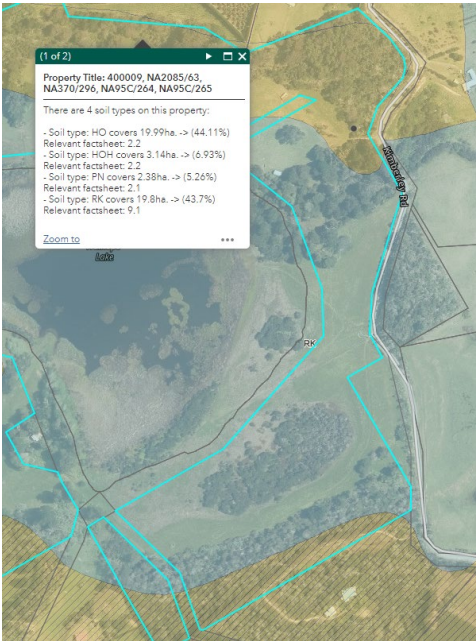 (1 of 2)
Property Title: 400009, NA2085/63,
NA370/296, NA95C/264, NA95C/265
There are 4 soil types on this property:
- Soil type: HO covers 19.99ha. -> (44.11%)
Relevant factsheet: 2.2
- Soil type: HOH covers 3.14ha. -> (6.93%)
Relevant factsheet: 2.2
- Soil type: PN covers 2.38ha. -> (5.26%)
Relevant factsheet: 2.1
- Soil type: RK covers 19.8ha. -> (43.7%)
Relevant factsheet: 9.1
Zoom to
Lake
Kimberley Rd
RK